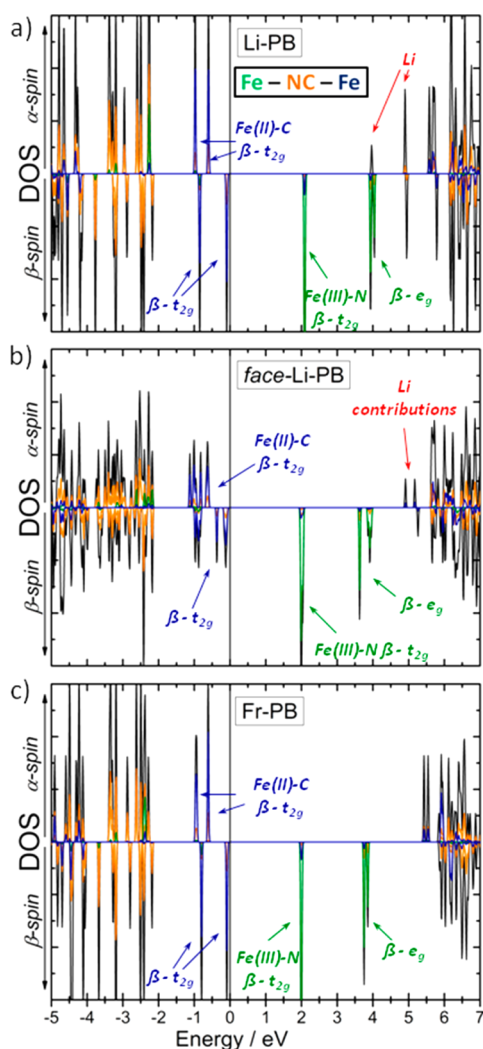 a)
Li-PB
Fe – NC – Fe
Li
Fe(II)-C
β- t2g
β- t2g
Fe(III)-N
β- t2g
β- eg
α-spin
DOS
β-spin
b)
face-Li-PB
Li
contributions
Fe(II)-C
β- t2g
β- t2g
β- eg
Fe(III)-N β- t2g
α-spin
DOS
β-spin
c)
Fr-PB
Fe(II)-C
β- t2g
β- t2g
Fe(III)-N
β- t2g
β- eg
α-spin
DOS
β-spin
-5 -4 -3 -2 -1 0 1 2 3 4 5 6 7
Energy / eV